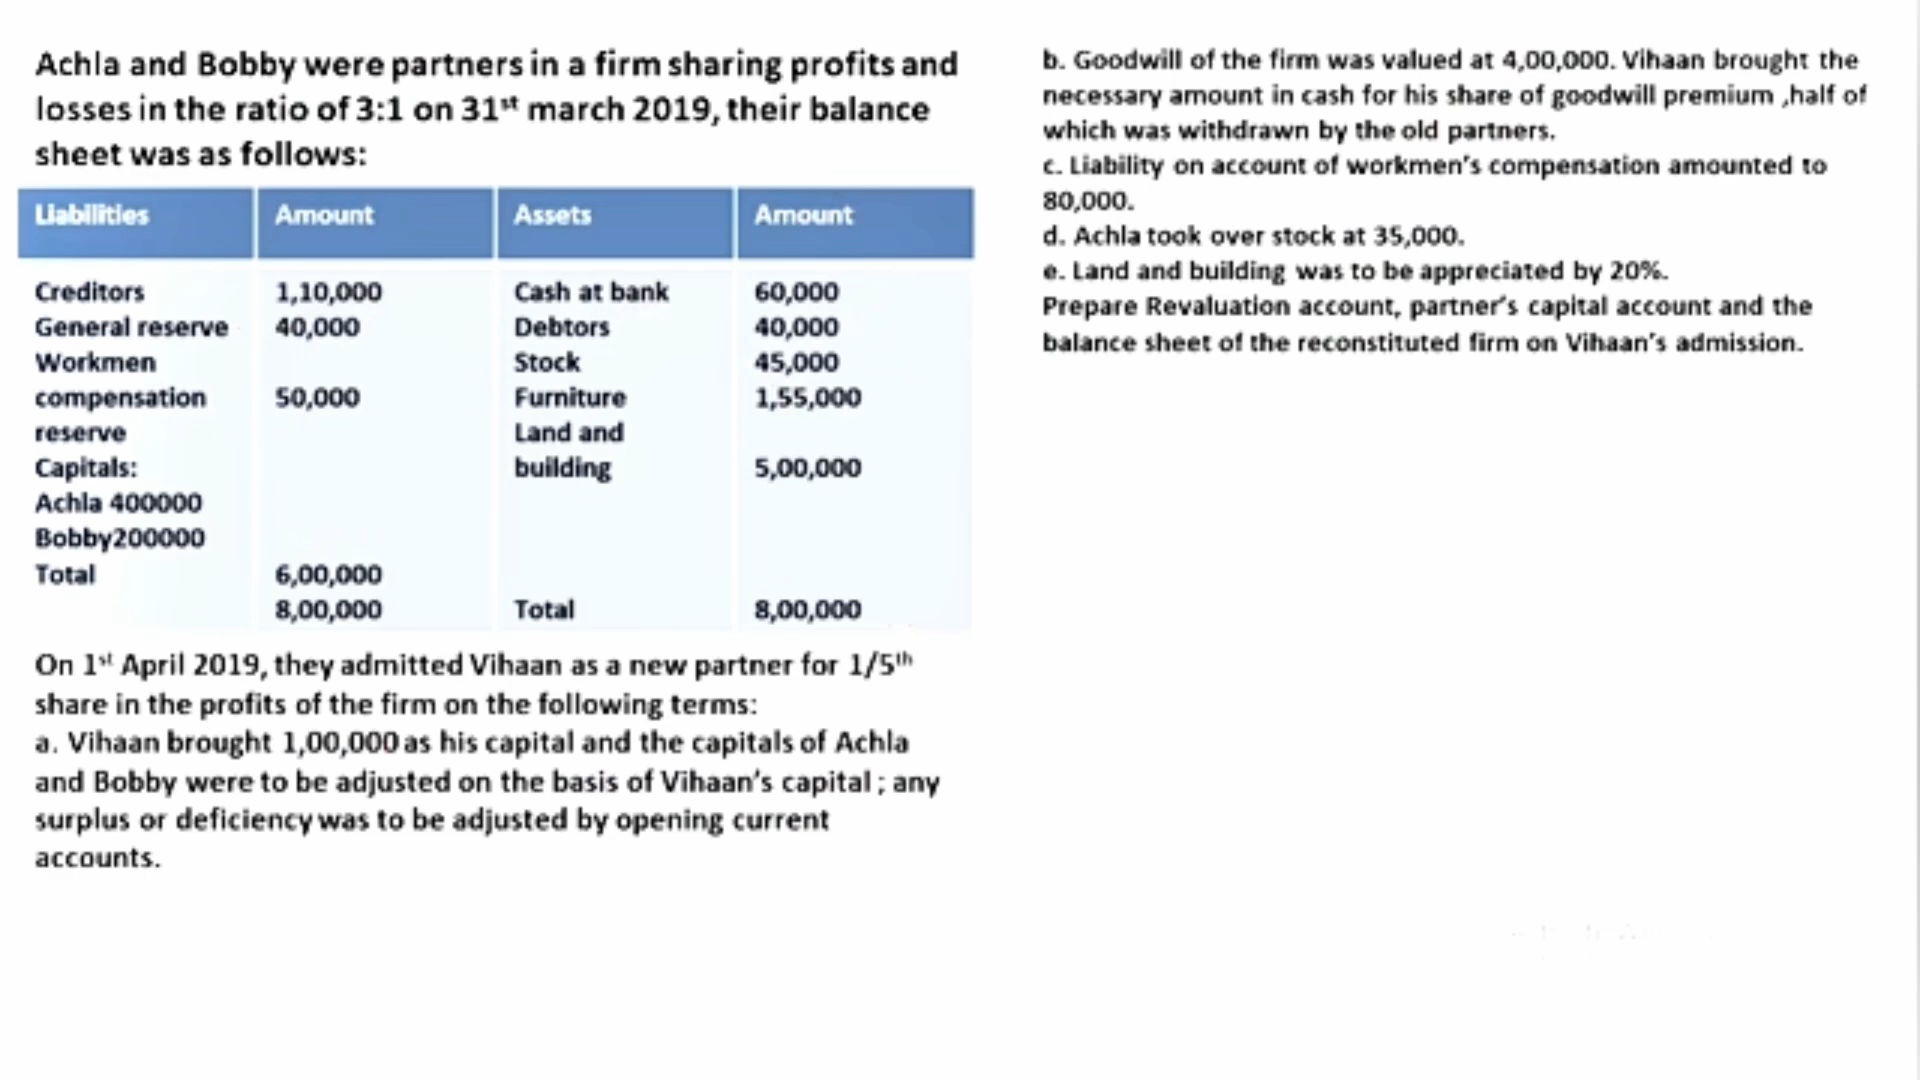 Achla and Bobby were partners in a firm sharing profits and
losses in the ratio of 3:1 on 31st march 2019, their balance
sheet was as follows:
Liabilities Amount Assets Amount
Creditors 1,10,000 Cash at bank 60,000
General reserve 40,000 Debtors 40,000
Workmen Stock 45,000
compensation 50,000 Furniture 1,55,000
reserve Land and
Capitals: building 5,00,000
Achla 400000
Bobby200000
Total 6,00,000
8,00,000 Total 8,00,000
On 1st April 2019, they admitted Vihaan as a new partner for 1/5th
share in the profits of the firm on the following terms:
a. Vihaan brought 1,00,000 as his capital and the capitals of Achla
and Bobby were to be adjusted on the basis of Vihaan's capital ; any
surplus or deficiency was to be adjusted by opening current
accounts.
b. Goodwill of the firm was valued at 4,00,000. Vihaan brought the
necessary amount in cash for his share of goodwill premium ,half of
which was withdrawn by the old partners.
c. Liability on account of workmen's compensation amounted to
80,000.
d. Achla took over stock at 35,000.
e. Land and building was to be appreciated by 20%.
Prepare Revaluation account, partner's capital account and the
balance sheet of the reconstituted firm on Vihaan's admission.